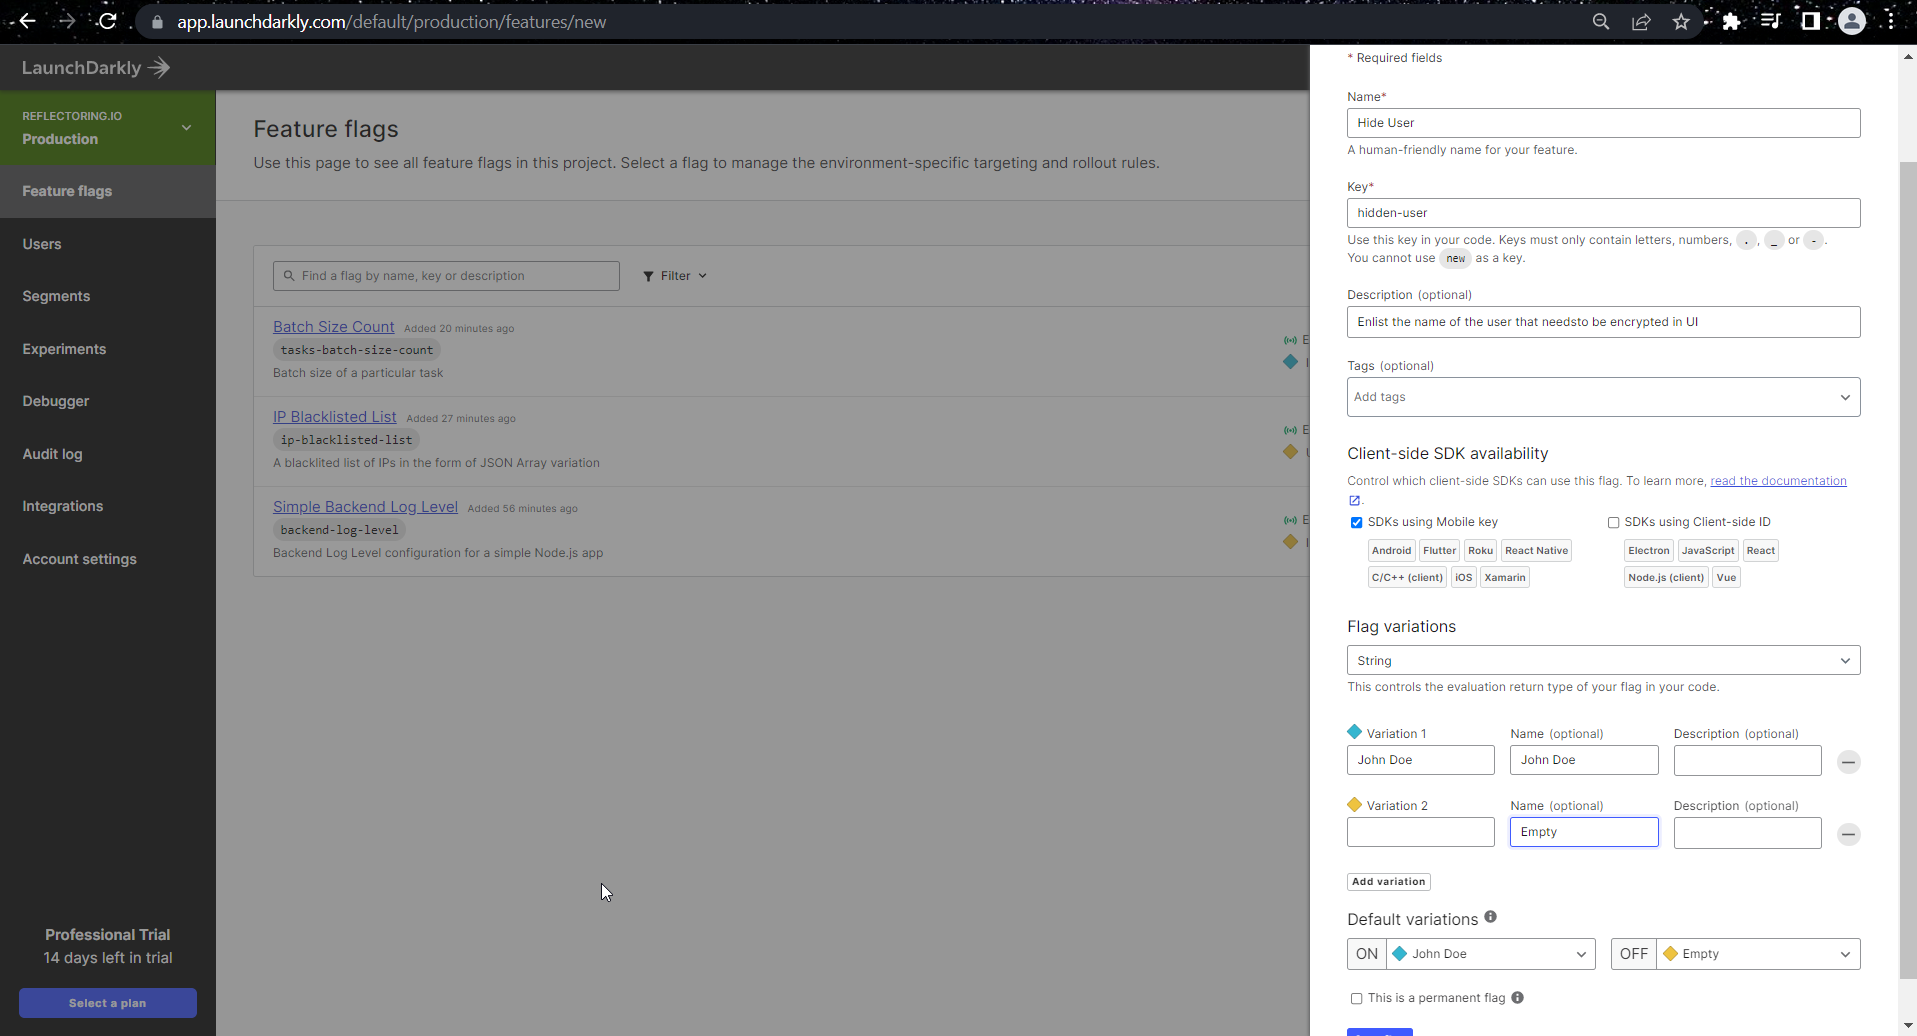 app.launchdarkly.com/default/production/features/new
LaunchDarkly
REFLECTORING.IO
Production
Feature flags
Users
Segments
Experiments
Debugger
Audit log
Integrations
Account settings
Professional Trial
14 days left in trial
Select a plan
Feature flags
Use this page to see all feature flags in this project. Select a flag to manage the environment-specific targeting and rollout rules.
Find a flag by name, key or description
Filter
Batch Size Count Added 20 minutes ago
tasks-batch-size-count
Batch size of a particular task
IP Blacklisted List Added 27 minutes ago
ip-blacklisted-list
A blacklited list of IPs in the form of JSON Array variation
Simple Backend Log Level Added 56 minutes ago
backend-log-level
Backend Log Level configuration for a simple Node.js app
* Required fields
Name*
Hide User
A human-friendly name for your feature.
Key*
hidden-user
Use this key in your code. Keys must only contain letters, numbers, . , _ or - .
You cannot use new as a key.
Description (optional)
Enlist the name of the user that needsto be encrypted in UI
Tags (optional)
Add tags
Client-side SDK availability
Control which client-side SDKs can use this flag. To learn more, read the documentation
.
SDKs using Mobile key
Android Flutter Roku React Native
C/C++ (client) iOS Xamarin
SDKs using Client-side ID
Electron JavaScript React
Node.js (client) Vue
Flag variations
String
This controls the evaluation return type of your flag in your code.
Variation 1 Name (optional) Description (optional)
John Doe John Doe
Variation 2 Name (optional) Description (optional)
Empty
Add variation
Default variations
ON John Doe OFF Empty
This is a permanent flag